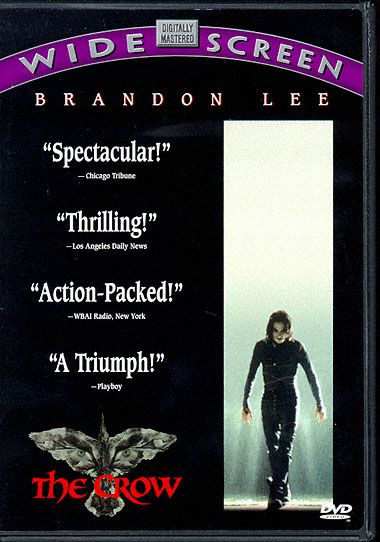 DIGITALLY
MASTERED
WIDE SCREEN
BRANDON LEE
“Spectacular!”
—Chicago Tribune
“Thrilling!”
—Los Angeles Daily News
“Action-Packed!”
—WBAI Radio, New York
“A Triumph!”
—Playboy
THE CROW
DVD
VIDEO